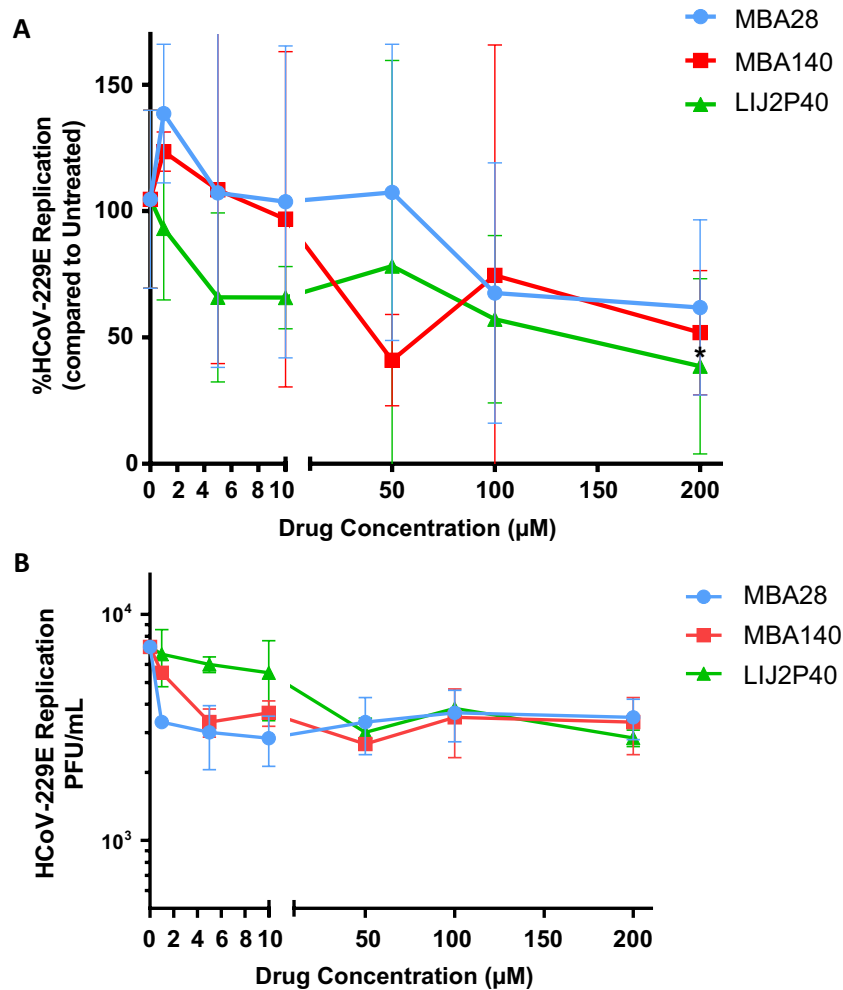 A
MBA28
MBA140
LIJ2P40
%HCoV-229E Replication
(compared to Untreated)
150
100
50
0
*
0 2 4 6 8 10 50 100 150 200
Drug Concentration (µM)
B
MBA28
MBA140
LIJ2P40
HCoV-229E Replication
PFU/mL
10⁴
10³
0 2 4 6 8 10 50 100 150 200
Drug Concentration (µM)